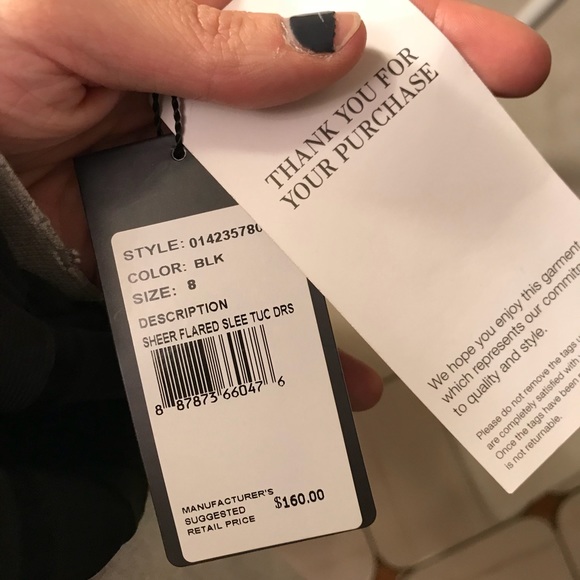 THANK YOU FOR
YOUR PURCHASE
We hope you enjoy this garment
which represents our
to quality and style.
Please do not remove the tags
are completely satisfied with
Once the tags have been
is not returnable.
STYLE: 014235780
COLOR: BLK
SIZE: 8
DESCRIPTION
SHEER FLARED SLEE TUC DRS
8 87873 66047 6
MANUFACTURER'S
SUGGESTED
RETAIL PRICE
$160.00